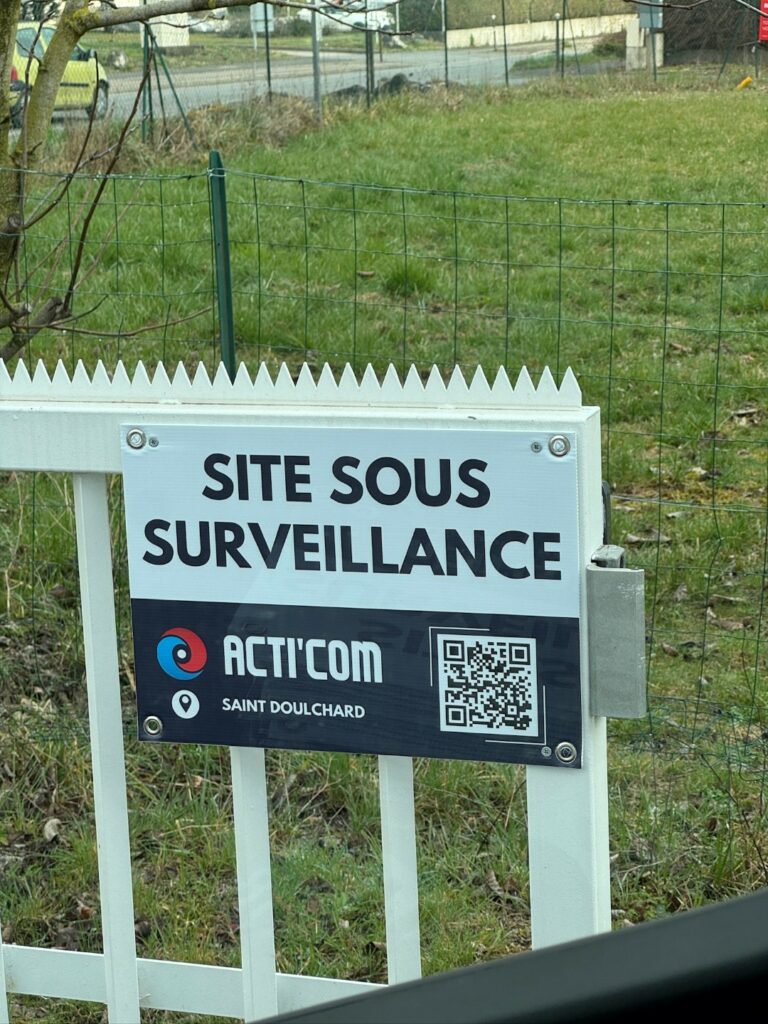 SITE SOUS
SURVEILLANCE
ACTI'COM
SAINT DOULCHARD